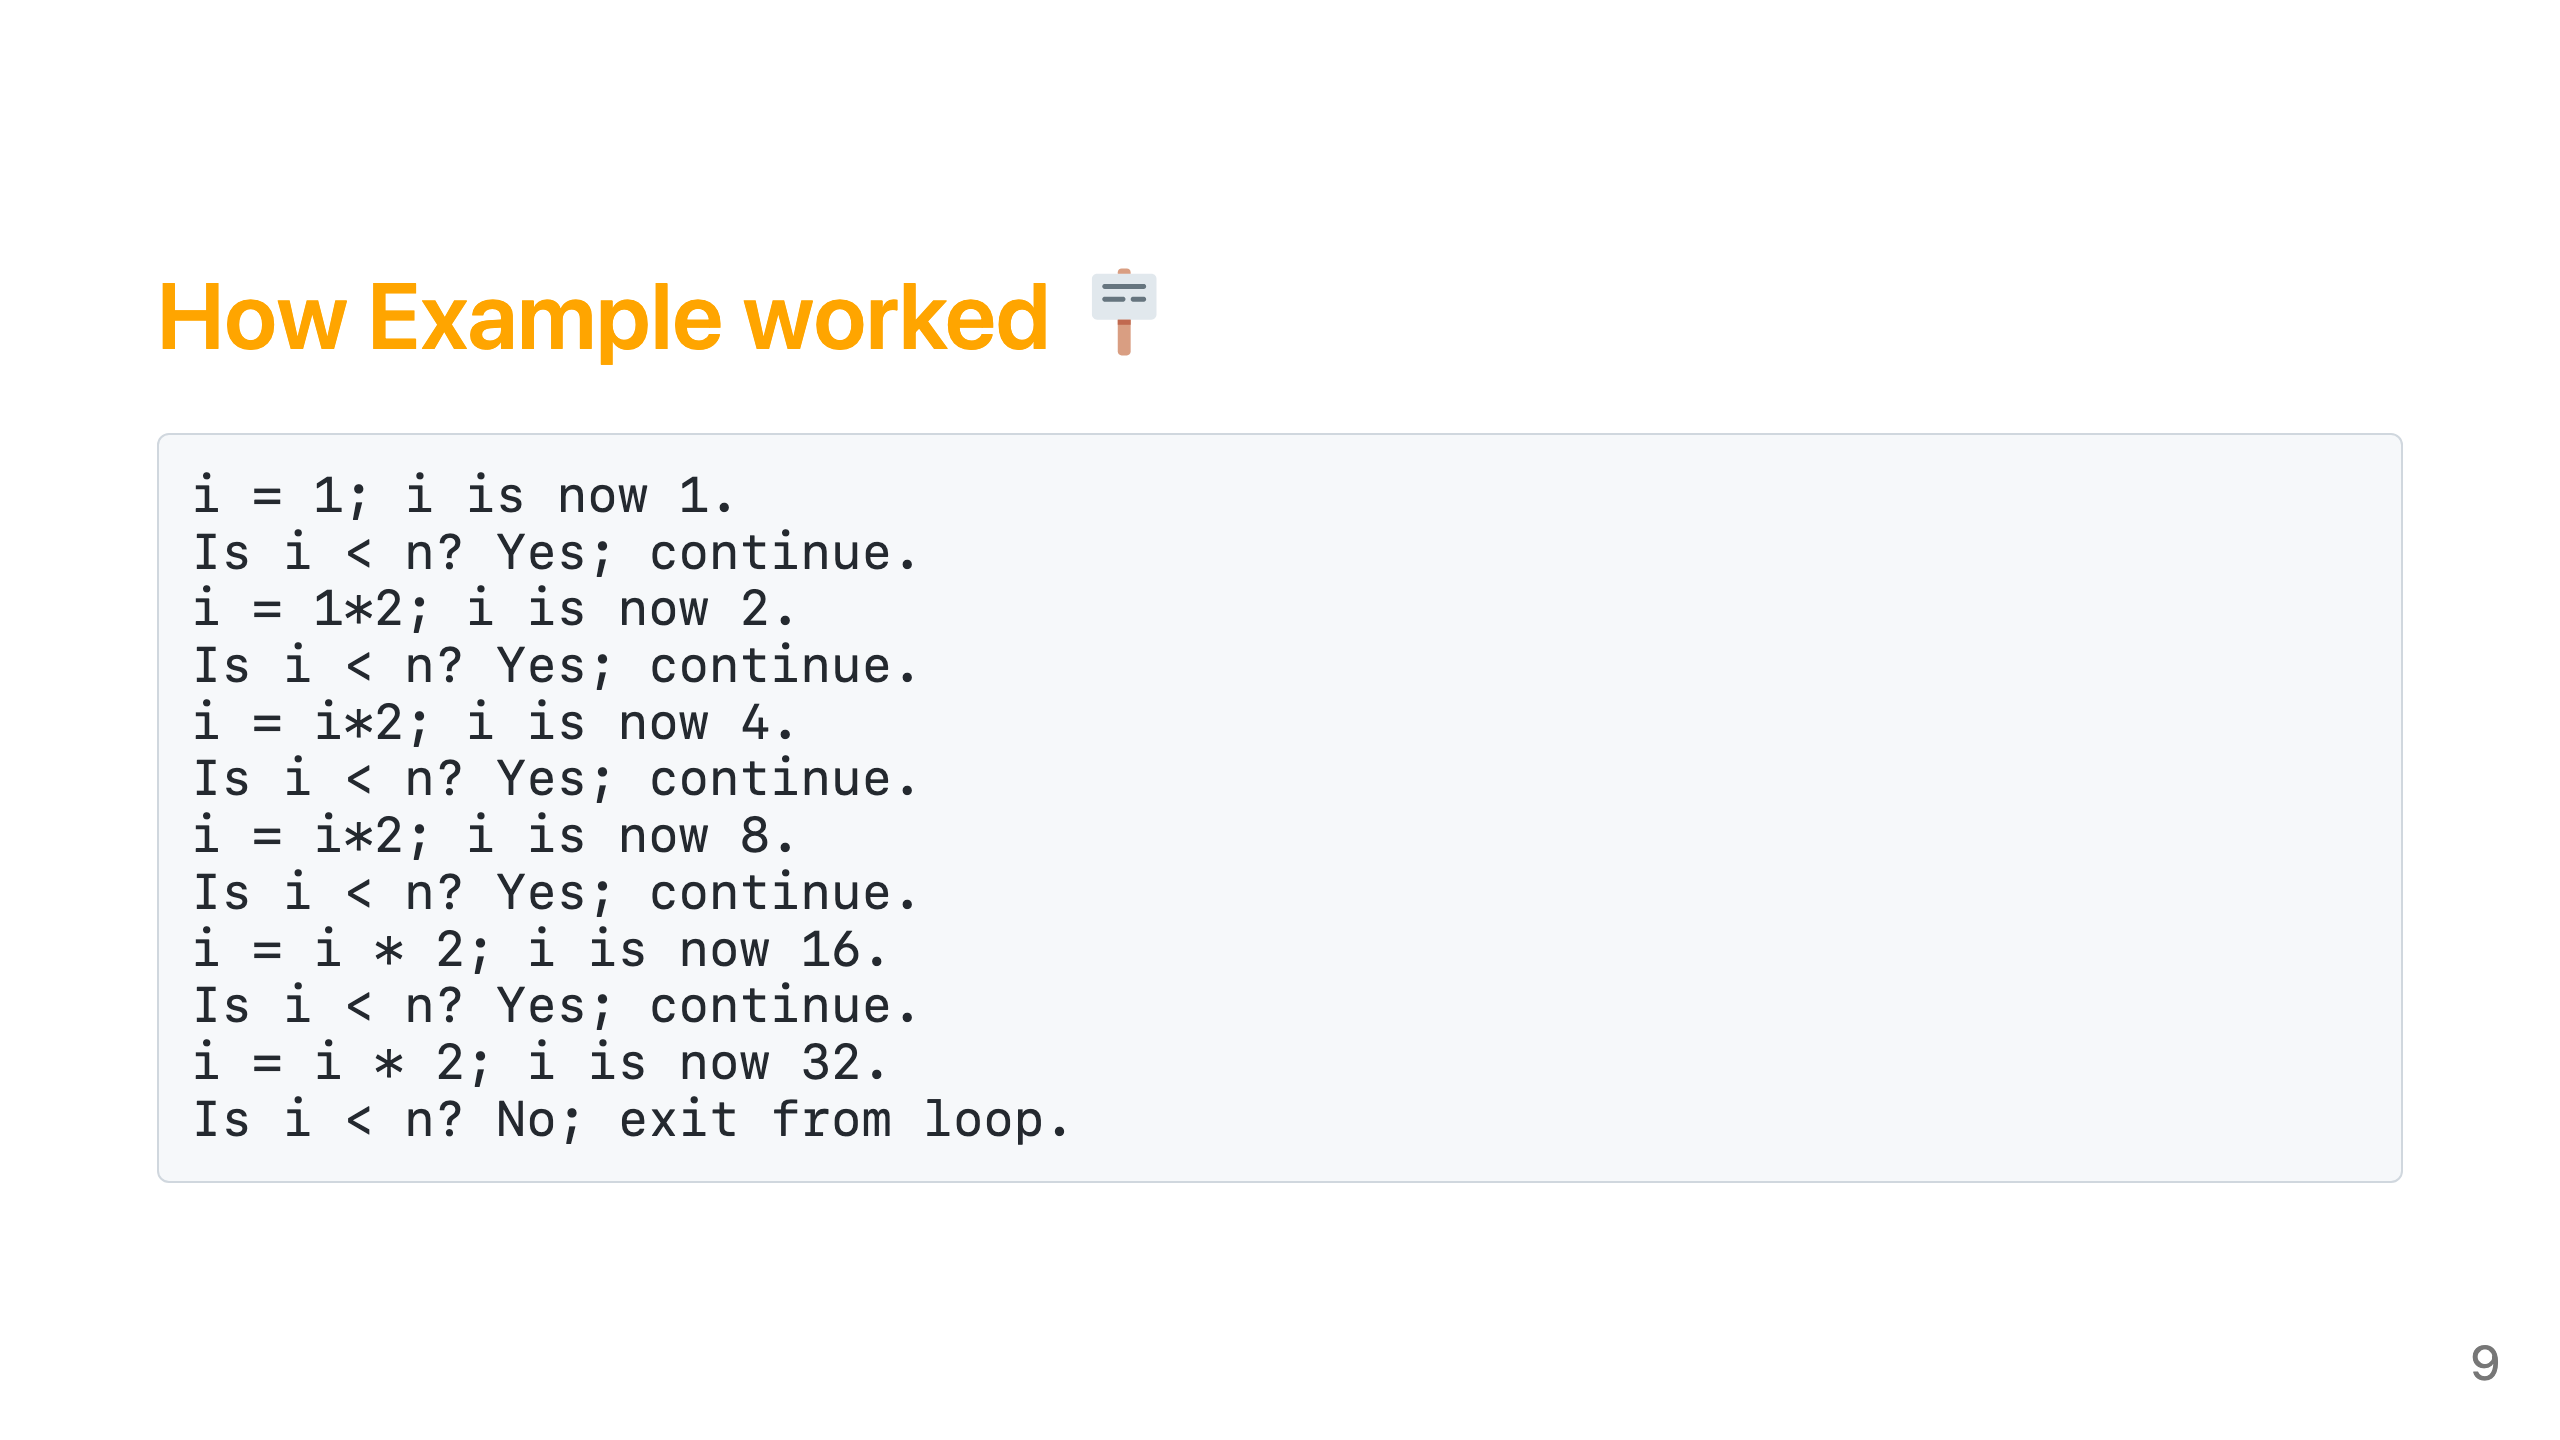 How Example worked
i = 1; i is now 1.
Is i < n? Yes; continue.
i = 1*2; i is now 2.
Is i < n? Yes; continue.
i = i*2; i is now 4.
Is i < n? Yes; continue.
i = i*2; i is now 8.
Is i < n? Yes; continue.
i = i * 2; i is now 16.
Is i < n? Yes; continue.
i = i * 2; i is now 32.
Is i < n? No; exit from loop.
9